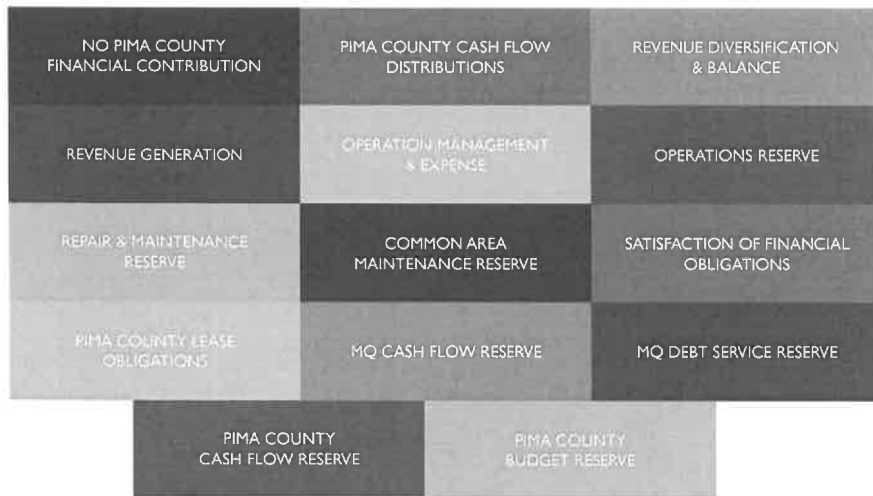 NO PIMA COUNTY
FINANCIAL CONTRIBUTION
PIMA COUNTY CASH FLOW
DISTRIBUTIONS
REVENUE DIVERSIFICATION
& BALANCE
REVENUE GENERATION
OPERATION MANAGEMENT
& EXPENSE
OPERATIONS RESERVE
REPAIR & MAINTENANCE
RESERVE
COMMON AREA
MAINTENANCE RESERVE
SATISFACTION OF FINANCIAL
OBLIGATIONS
PIMA COUNTY LEASE
OBLIGATIONS
MQ CASH FLOW RESERVE
MQ DEBT SERVICE RESERVE
PIMA COUNTY
CASH FLOW RESERVE
PIMA COUNTY
BUDGET RESERVE